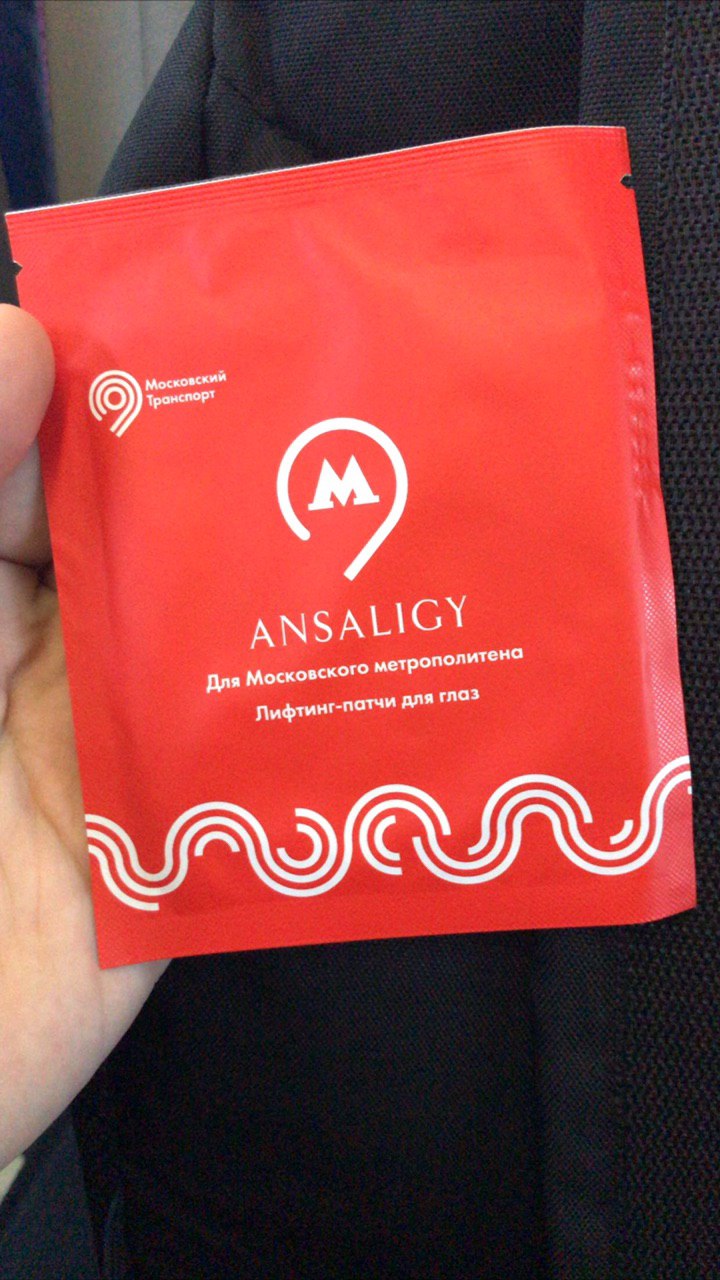 Московский
Транспорт
М
ANSALIGY
Для Московского метрополитена
Лифтинг-патчи для глаз